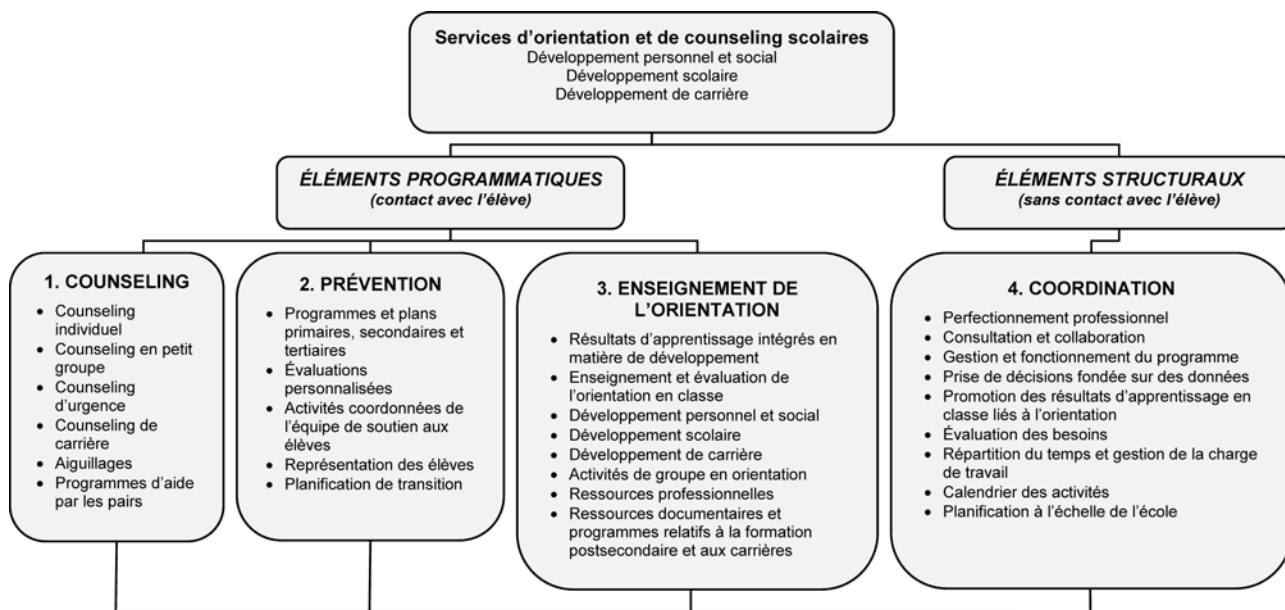 Services d’orientation et de counseling scolaires
Développement personnel et social
Développement scolaire
Développement de carrière
ÉLÉMENTS PROGRAMMATIQUES
(contact avec l’élève)
ÉLÉMENTS STRUCTURAUX
(sans contact avec l’élève)
1. COUNSELING
• Counseling
individuel
• Counseling en petit
groupe
• Counseling
d’urgence
• Counseling de
carrière
• Aiguillages
• Programmes d’aide
par les pairs
2. PRÉVENTION
• Programmes et plans
primaires, secondaires et
tertiaires
• Évaluations
personnalisées
• Activités coordonnées de
l’équipe de soutien aux
élèves
• Représentation des élèves
• Planification de transition
3. ENSEIGNEMENT DE
L’ORIENTATION
• Résultats d’apprentissage intégrés en
matière de développement
• Enseignement et évaluation de
l’orientation en classe
• Développement personnel et social
• Développement scolaire
• Développement de carrière
• Activités de groupe en orientation
• Ressources professionnelles
• Ressources documentaires et
programmes relatifs à la formation
postsecondaire et aux carrières
4. COORDINATION
• Perfectionnement professionnel
• Consultation et collaboration
• Gestion et fonctionnement du programme
• Prise de décisions fondée sur des données
• Promotion des résultats d’apprentissage en
classe liés à l’orientation
• Évaluation des besoins
• Répartition du temps et gestion de la charge
de travail
• Calendrier des activités
• Planification à l’échelle de l’école